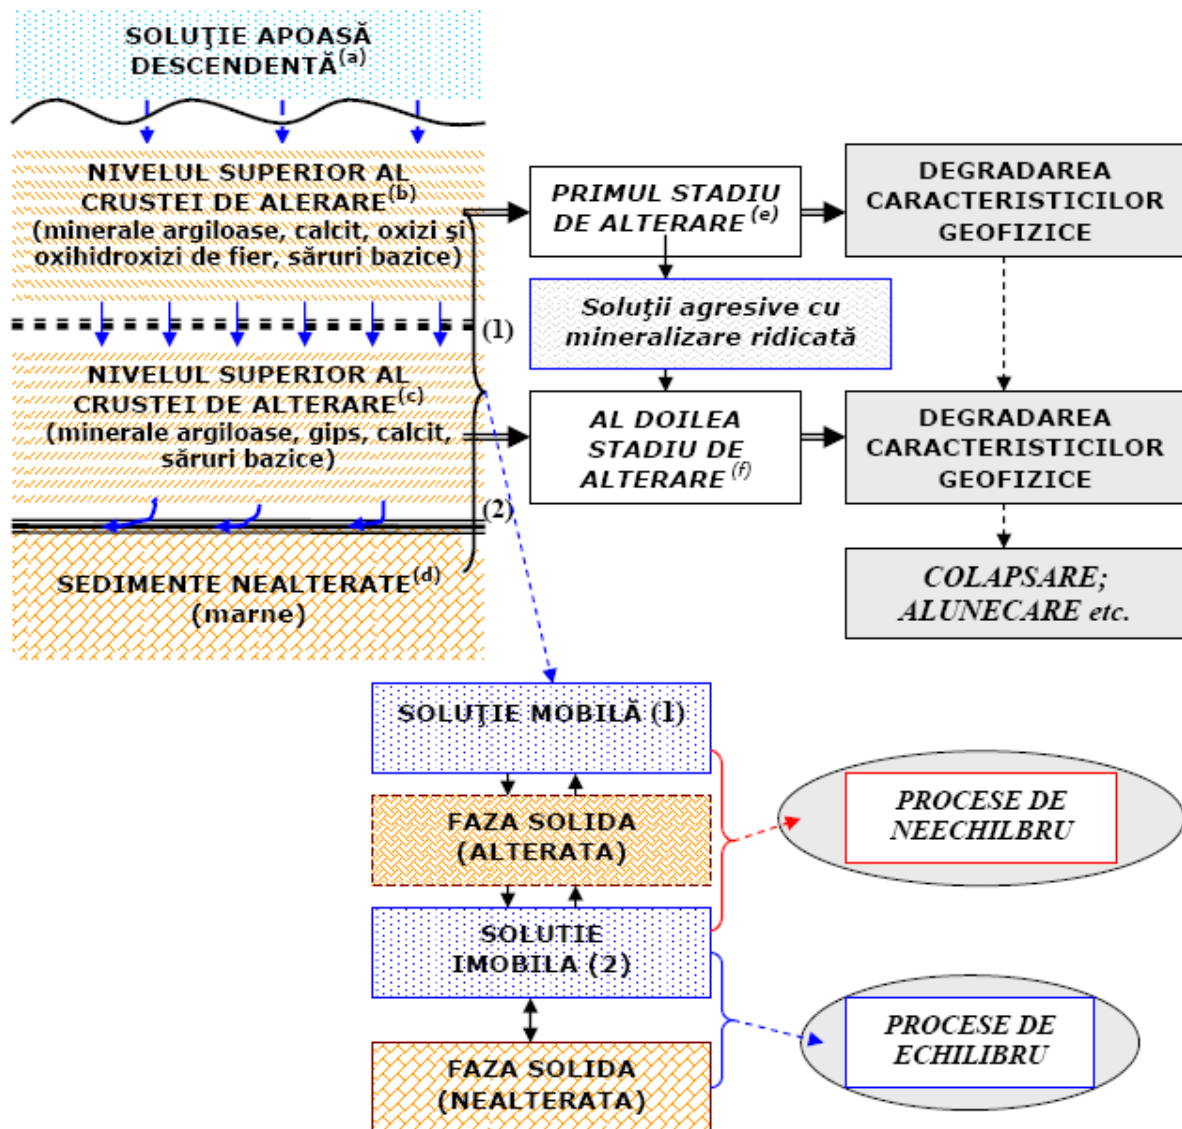 SOLUŢIE APOASĂ
DESCENDENTĂ(a)
NIVELUL SUPERIOR AL
CRUSTEI DE ALERARE(b)
(minerale argiloase, calcit, oxizi şi
oxihidroxizi de fier, săruri bazice)
(1)
NIVELUL SUPERIOR AL
CRUSTEI DE ALTERARE(c)
(minerale argiloase, gips, calcit,
săruri bazice)
(2)
SEDIMENTE NEALTERATE(d)
(marne)
PRIMUL STADIU
DE ALTERARE (e)
Soluţii agresive cu
mineralizare ridicată
AL DOILEA
STADIU DE
ALTERARE (f)
DEGRADAREA
CARACTERISTICILOR
GEOFIZICE
DEGRADAREA
CARACTERISTICILOR
GEOFIZICE
COLAPSARE;
ALUNECARE etc.
SOLUŢIE MOBILĂ (1)
FAZA SOLIDA
(ALTERATA)
SOLUTIE
IMOBILA (2)
FAZA SOLIDA
(NEALTERATA)
PROCESE DE
NEECHILBRU
PROCESE DE
ECHILIBRU